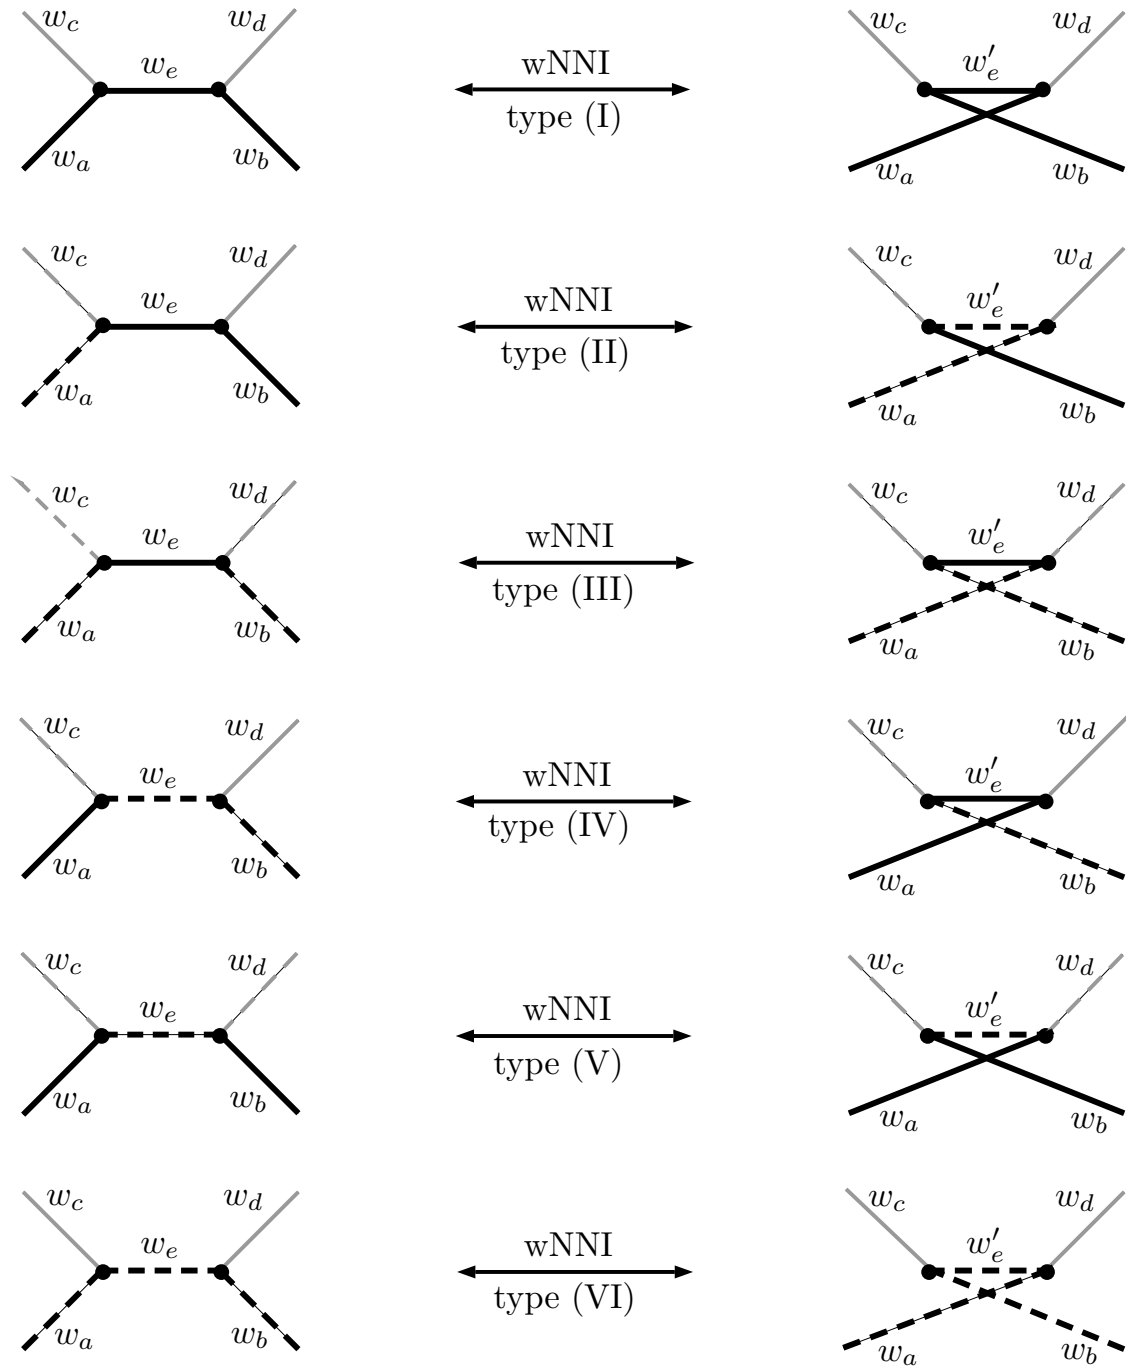 w_c w_d w_e wNNI w_c w_d w'_e
w_a w_b type (I) w_a w_b
w_c w_d w_e wNNI w_c w_d w'_e
w_a w_b type (II) w_a w_b
w_c w_d w_e wNNI w_c w_d w'_e
w_a w_b type (III) w_a w_b
w_c w_d w_e wNNI w_c w_d w'_e
w_a w_b type (IV) w_a w_b
w_c w_d w_e wNNI w_c w_d w'_e
w_a w_b type (V) w_a w_b
w_c w_d w_e wNNI w_c w_d w'_e
w_a w_b type (VI) w_a w_b